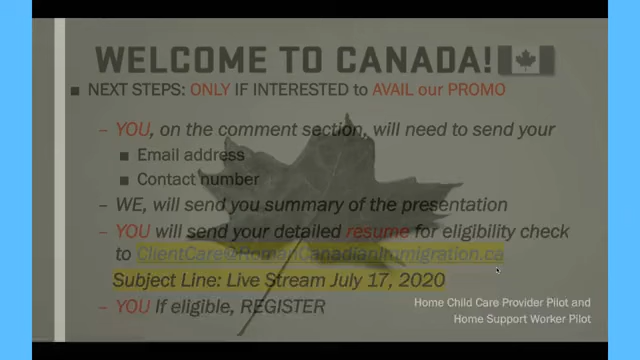 WELCOME TO CANADA!
NEXT STEPS: ONLY IF INTERESTED to AVAIL our PROMO
– YOU, on the comment section, will need to send your
Email address
Contact number
– WE, will send you summary of the presentation
– YOU will send your detailed resume for eligibility check
to ClientCare@RomanCanadianImmigration.ca
Subject Line: Live Stream July 17, 2020
– YOU If eligible, REGISTER
Home Child Care Provider Pilot and
Home Support Worker Pilot